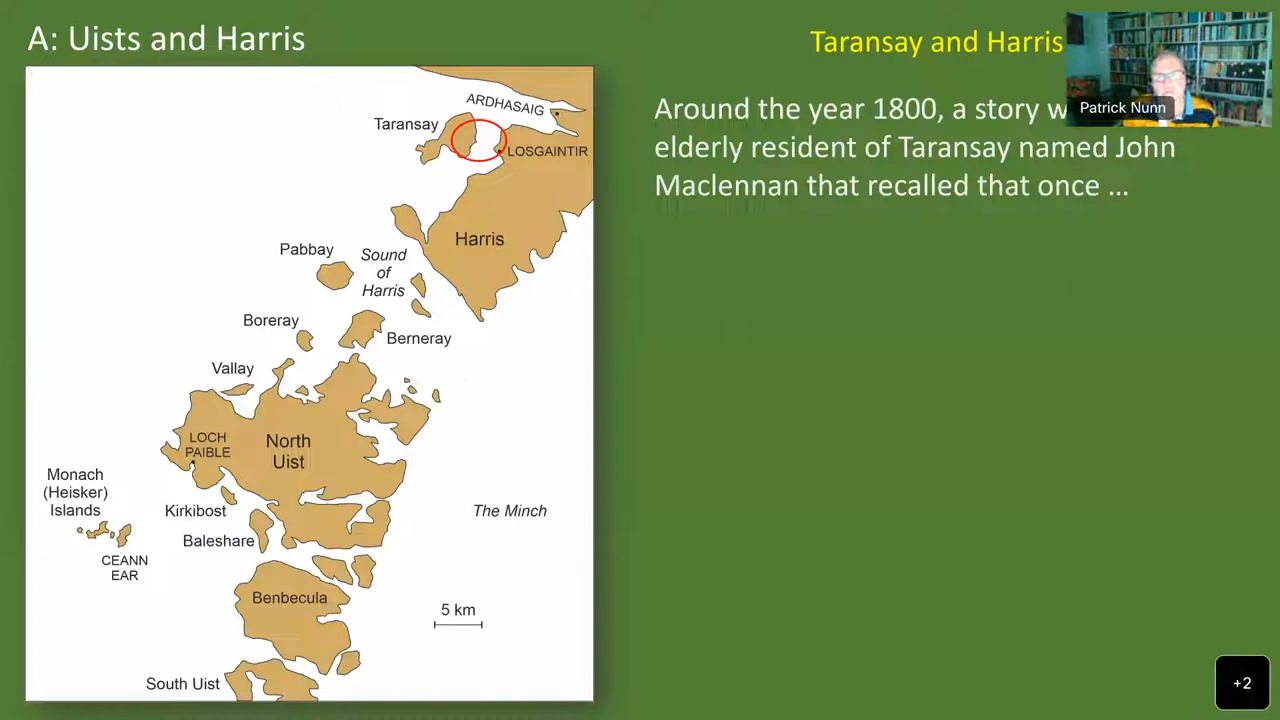 A: Uists and Harris
Taransay and Harris
Patrick Nunn
Around the year 1800, a story
elderly resident of Taransay named John
Maclennan that recalled that once …
ARDHASAIG
Taransay
LOSGAINTIR
Harris
Pabbay
Sound
of
Harris
Boreray
Berneray
Vallay
LOCH
PAIBLE
North
Uist
Monach
(Heisker)
Islands
Kirkibost
The Minch
Baleshare
CEANN
EAR
Benbecula
5 km
South Uist
+2